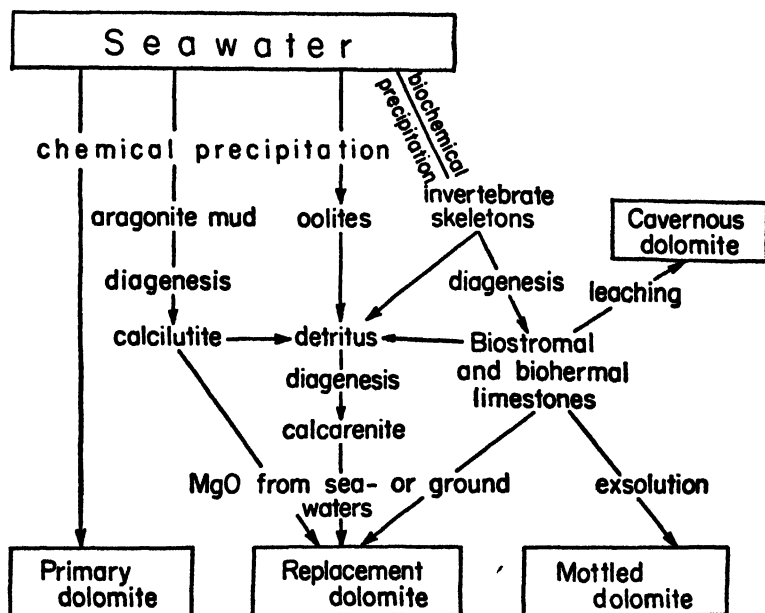 Seawater
biochemical
precipitation
chemical precipitation
invertebrate
skeletons
aragonite mud
oolites
Cavernous
dolomite
diagenesis
diagenesis
leaching
calcilutite
detritus
Biostromal
and biohermal
limestones
diagenesis
calcarenite
MgO from sea- or ground
waters
exsolution
Primary
dolomite
Replacement
dolomite
Mottled
dolomite